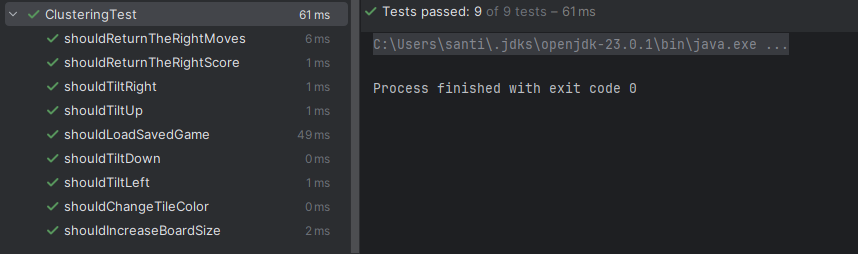 ClusteringTest 61 ms
shouldReturnTheRightMoves 6 ms
shouldReturnTheRightScore 1 ms
shouldTiltRight 1 ms
shouldTiltUp 1 ms
shouldLoadSavedGame 49 ms
shouldTiltDown 0 ms
shouldTiltLeft 1 ms
shouldChangeTileColor 0 ms
shouldIncreaseBoardSize 2 ms
Tests passed: 9 of 9 tests – 61 ms
C:\Users\santi\.jdks\openjdk-23.0.1\bin\java.exe ...
Process finished with exit code 0